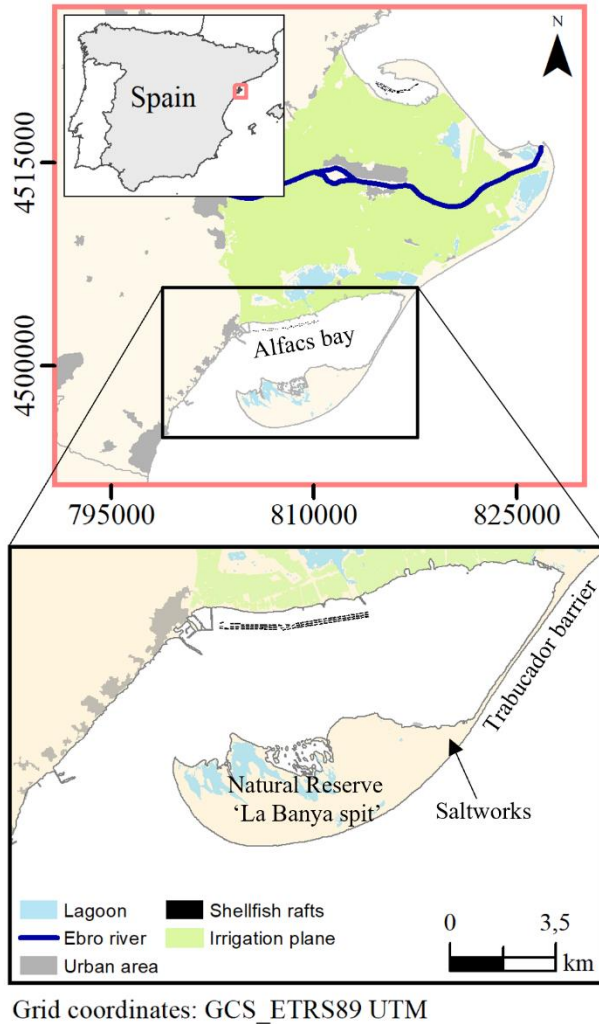 N
Spain
4515000
Alfacs bay
4500000
795000
810000
825000
Trabucador barrier
Natural Reserve
‘La Banya spit’
Saltworks
Lagoon
Shellfish rafts
Ebro river
Irrigation plane
Urban area
0
3,5
km
Grid coordinates: GCS_ETRS89 UTM